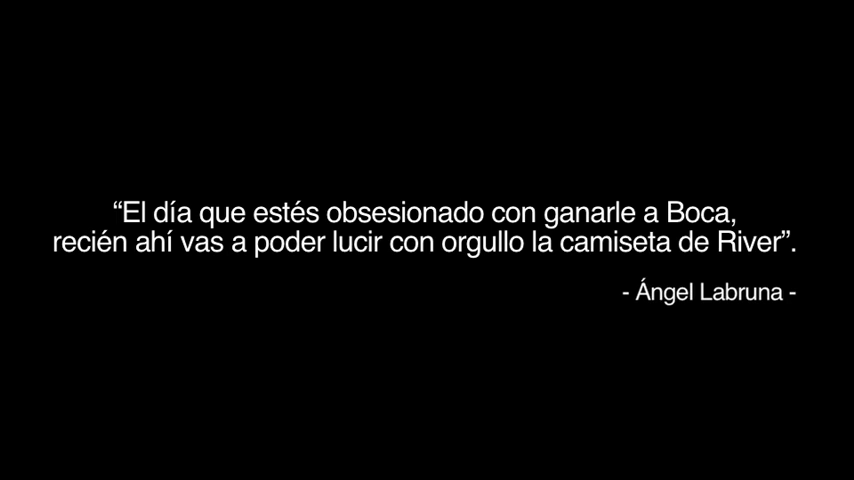 “El día que estés obsesionado con ganarle a Boca,
recién ahí vas a poder lucir con orgullo la camiseta de River”.
- Ángel Labruna -